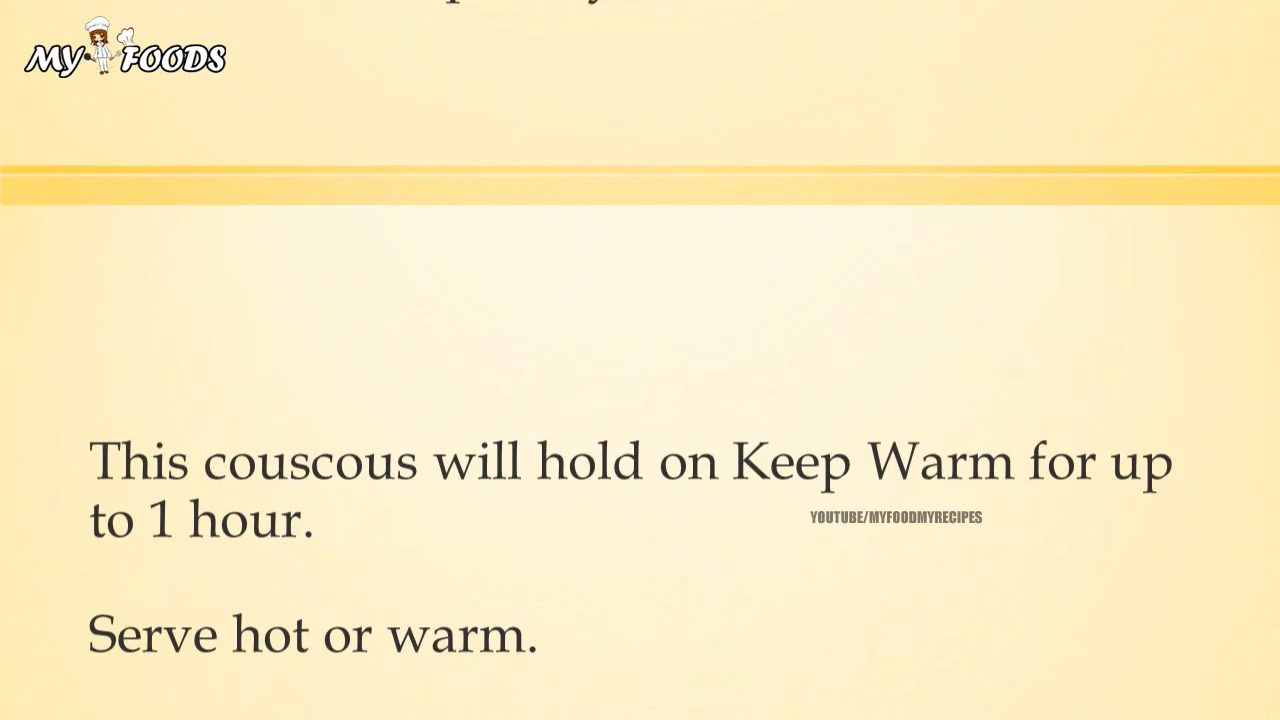 MY FOODS
This couscous will hold on Keep Warm for up
to 1 hour.
YOUTUBE/MYFOODMYRECIPES
Serve hot or warm.